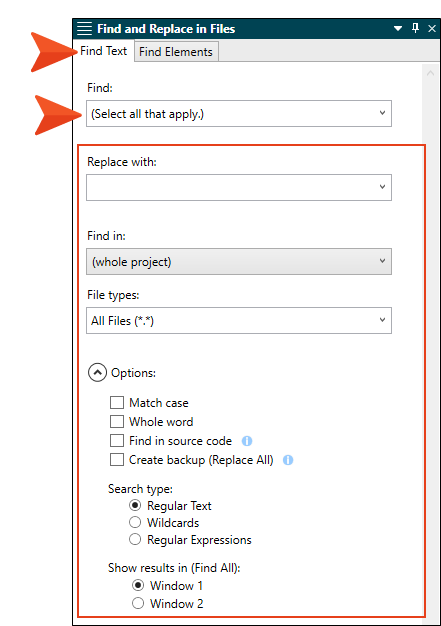 Find and Replace in Files
Find Text Find Elements
Find:
(Select all that apply.)
Replace with:
Find in:
(whole project)
File types:
All Files (*.*)
Options:
Match case
Whole word
Find in source code
Create backup (Replace All)
Search type:
Regular Text
Wildcards
Regular Expressions
Show results in (Find All):
Window 1
Window 2